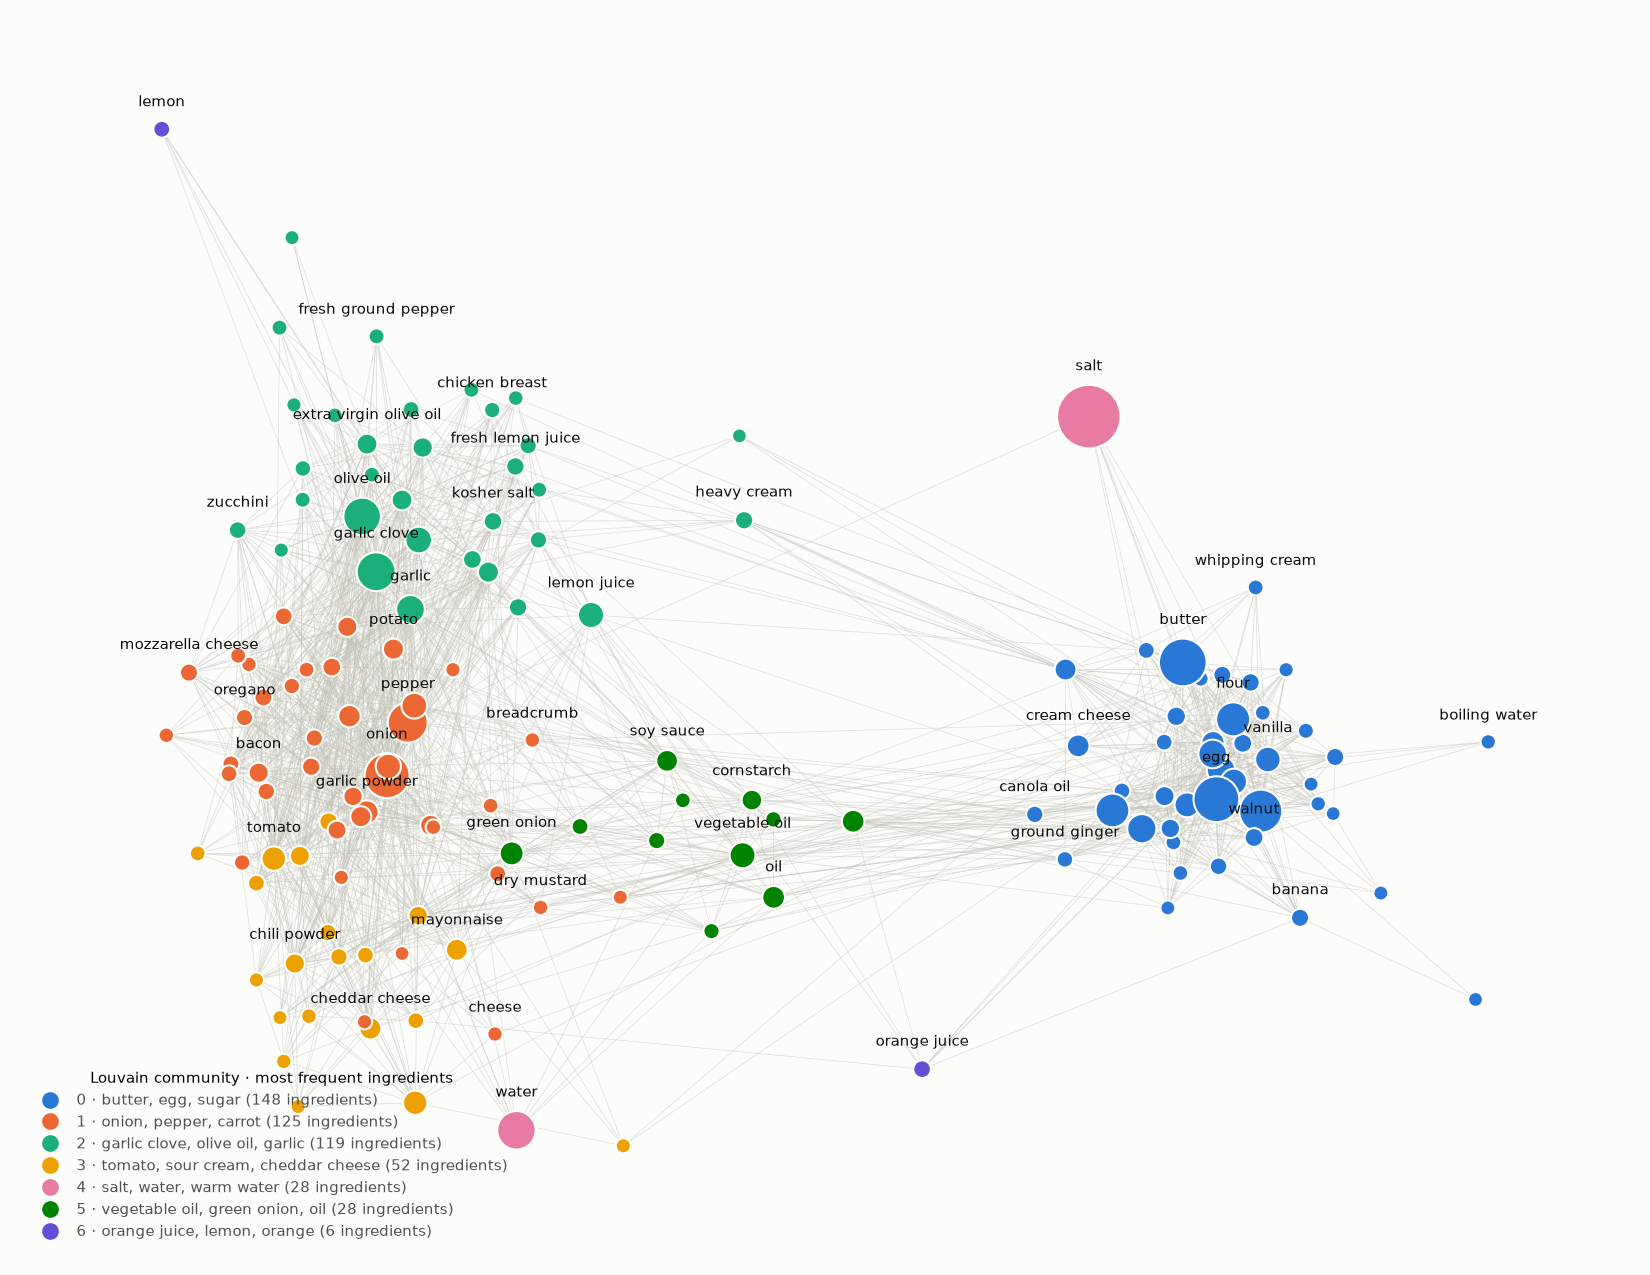 lemon
fresh ground pepper
salt
chicken breast
extra virgin olive oil
fresh lemon juice
olive oil
kosher salt
heavy cream
zucchini
garlic clove
whipping cream
garlic
lemon juice
potato
butter
mozzarella cheese
pepper
flour
oregano
breadcrumb
cream cheese
boiling water
onion
soy sauce
vanilla
bacon
egg
cornstarch
garlic powder
canola oil
walnut
tomato
green onion
vegetable oil
ground ginger
oil
dry mustard
banana
mayonnaise
chili powder
cheddar cheese
cheese
orange juice
water
Louvain community · most frequent ingredients
0 · butter, egg, sugar (148 ingredients)
1 · onion, pepper, carrot (125 ingredients)
2 · garlic clove, olive oil, garlic (119 ingredients)
3 · tomato, sour cream, cheddar cheese (52 ingredients)
4 · salt, water, warm water (28 ingredients)
5 · vegetable oil, green onion, oil (28 ingredients)
6 · orange juice, lemon, orange (6 ingredients)